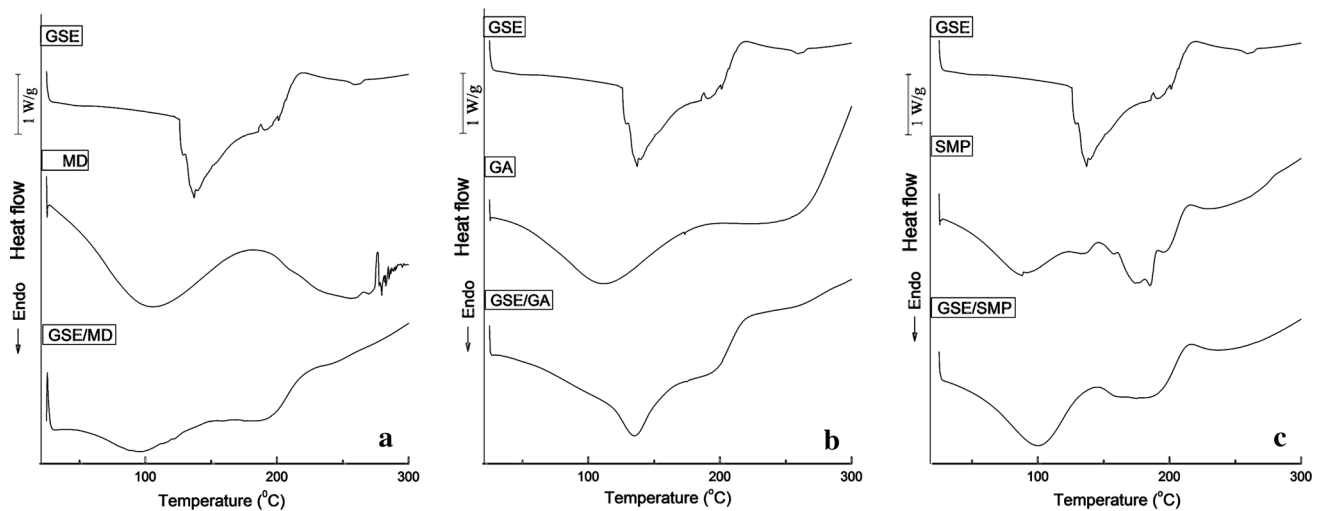 GSE
1 W/g
MD
Heat flow
← Endo
GSE/MD
a
100
200
300
Temperature (°C)
GSE
1 W/g
GA
Heat flow
← Endo
GSE/GA
b
100
200
300
Temperature (°C)
GSE
1 W/g
SMP
Heat flow
← Endo
GSE/SMP
c
100
200
300
Temperature (°C)